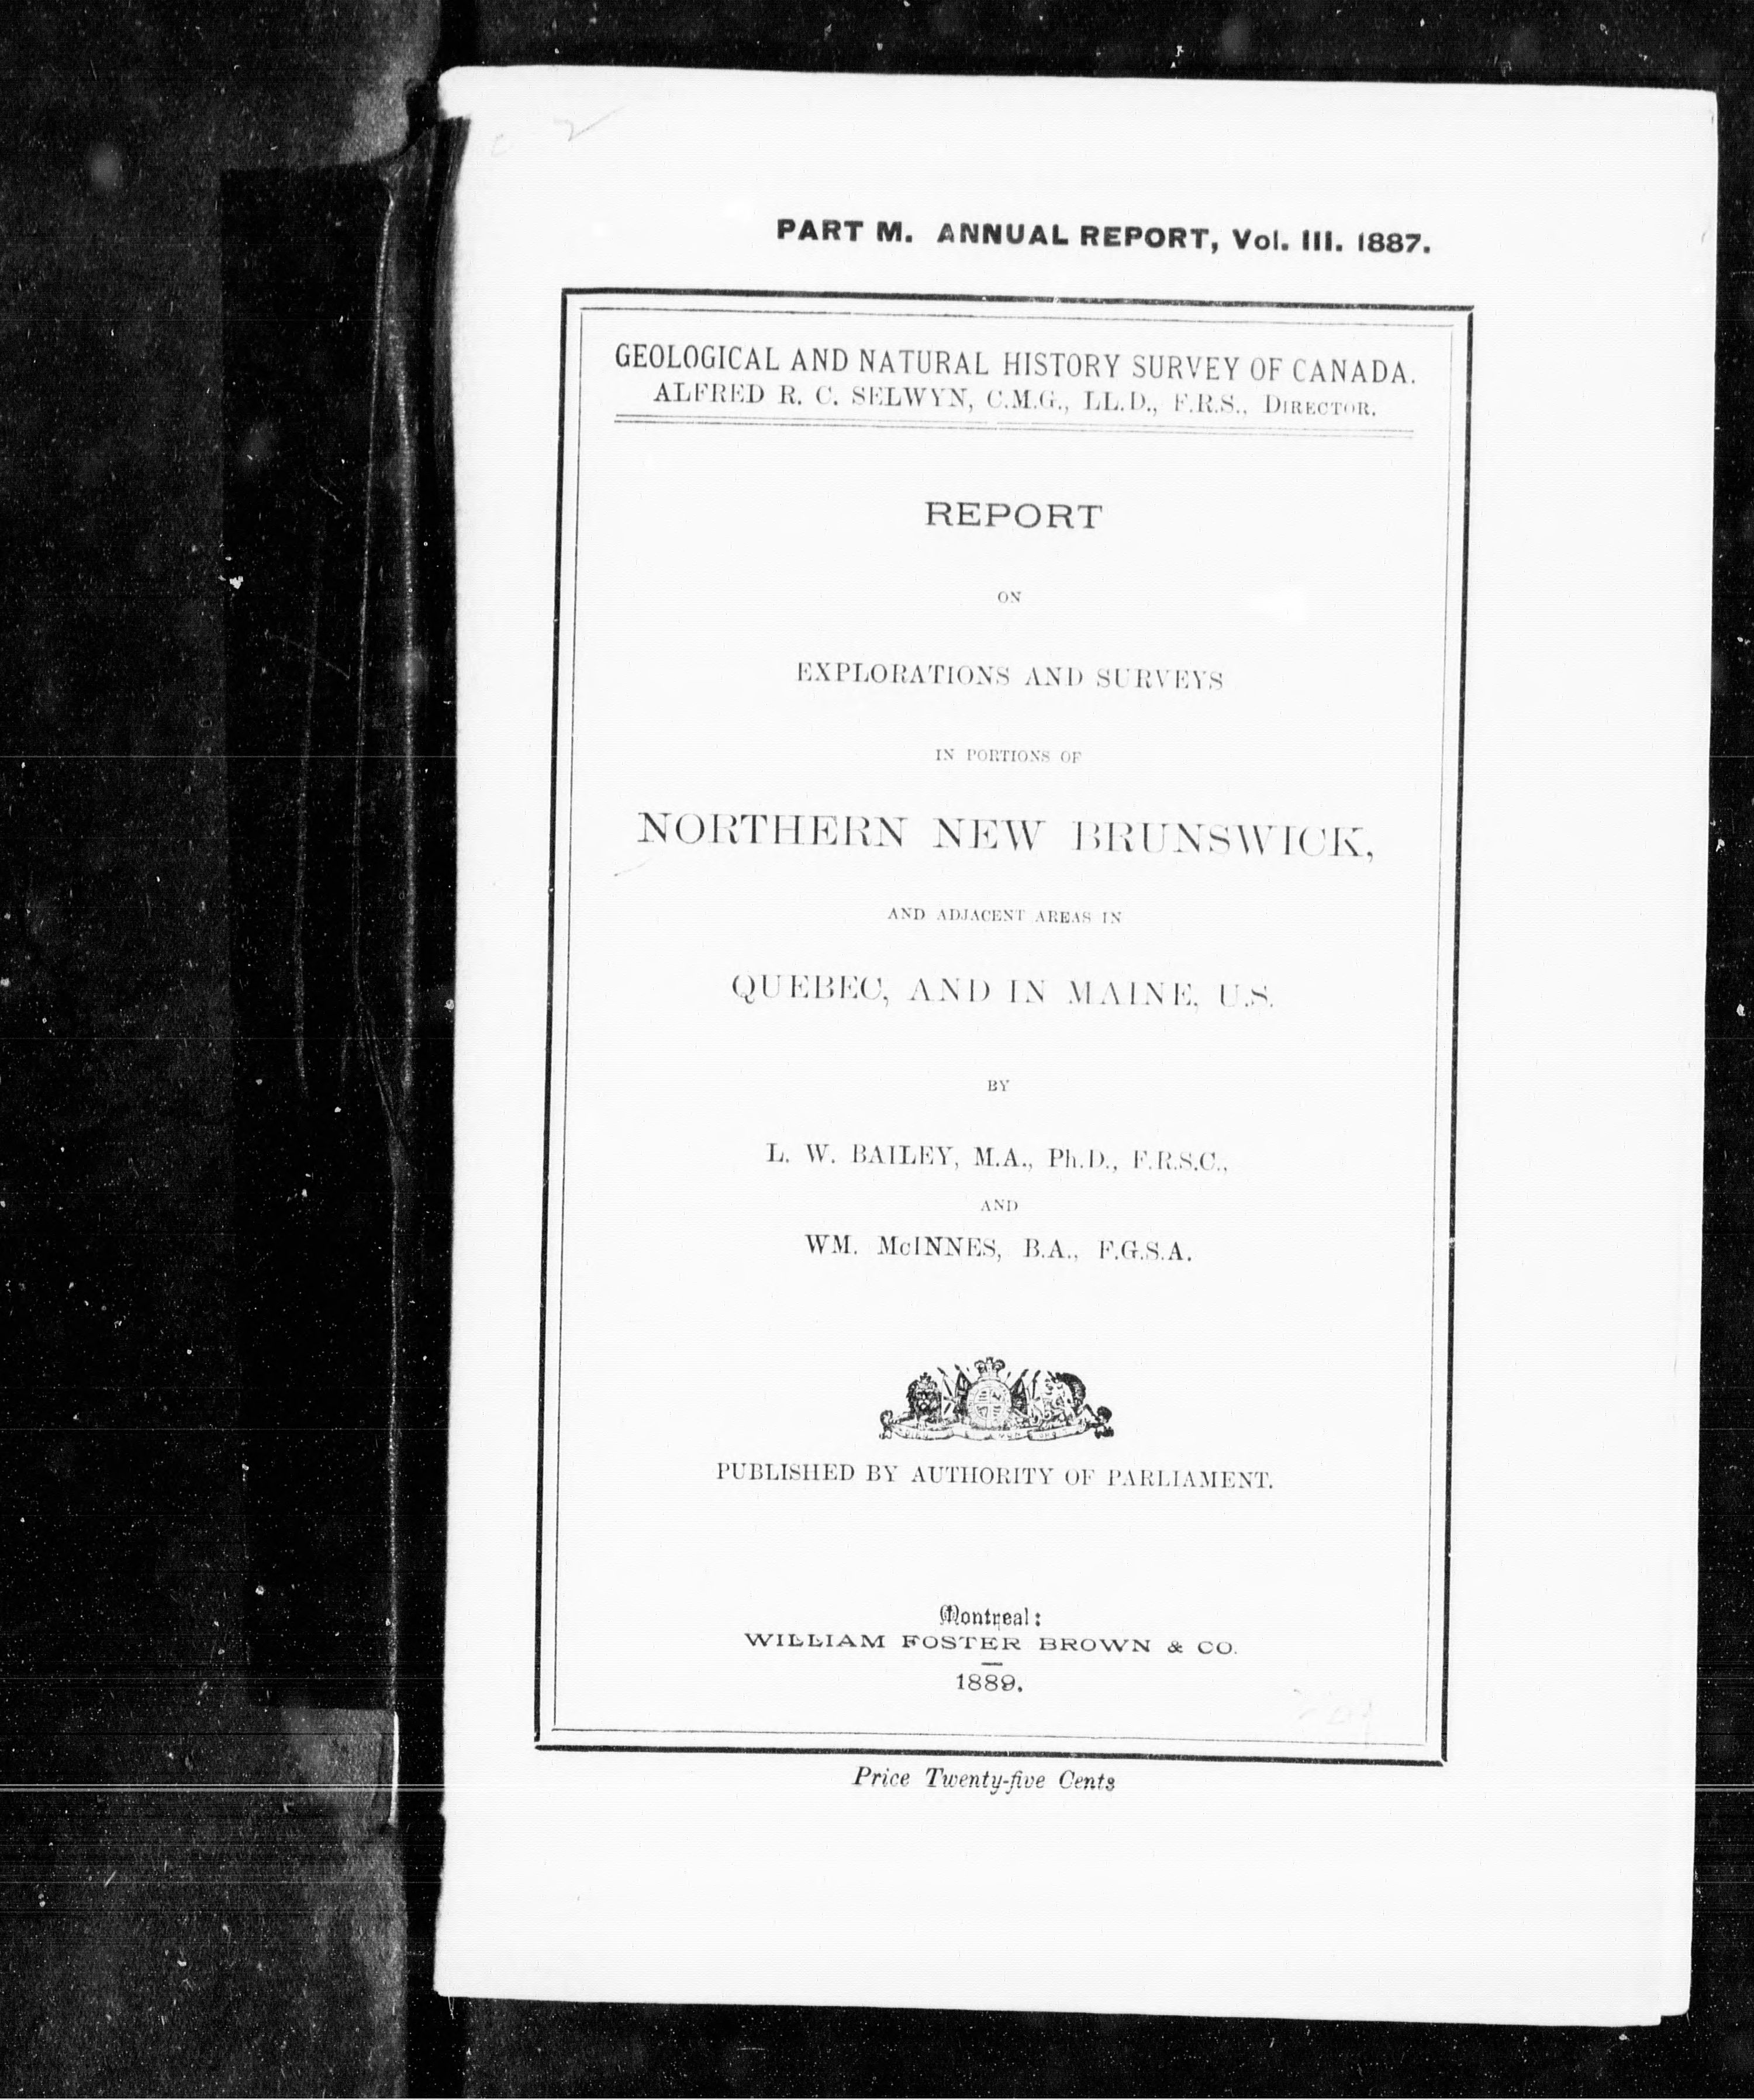 PART M. ANNUAL REPORT, Vol. III. 1887.
GEOLOGICAL AND NATURAL HISTORY SURVEY OF CANADA.
ALFRED R. C. SELWYN, C.M.G., LL.D., F.R.S., DIRECTOR.
REPORT
ON
EXPLORATIONS AND SURVEYS
IN PORTIONS OF
NORTHERN NEW BRUNSWICK,
AND ADJACENT AREAS IN
QUEBEC, AND IN MAINE, U.S.
BY
L. W. BAILEY, M.A., Ph.D., F.R.S.C.,
AND
WM. McINNES, B.A., F.G.S.A.
PUBLISHED BY AUTHORITY OF PARLIAMENT.
Montreal:
WILLIAM FOSTER BROWN & CO.
1889.
Price Twenty-five Cents